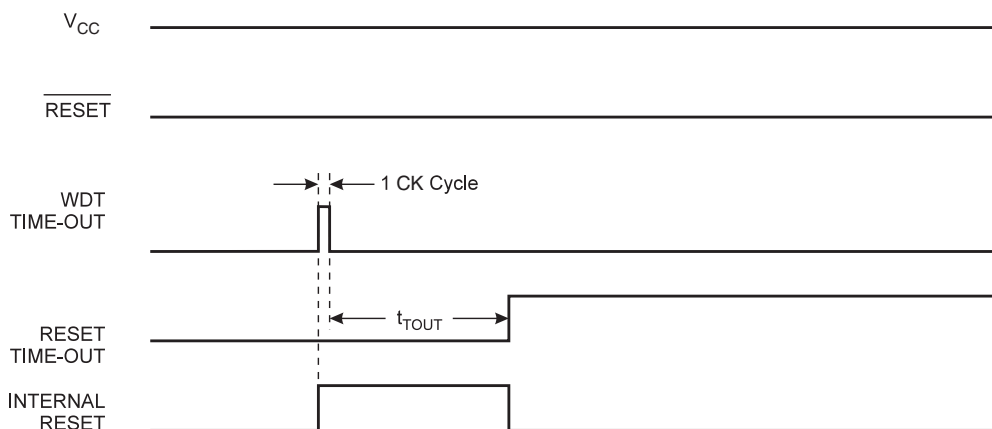 VCC
RESET
1 CK Cycle
WDT
TIME-OUT
tTOUT
RESET
TIME-OUT
INTERNAL
RESET